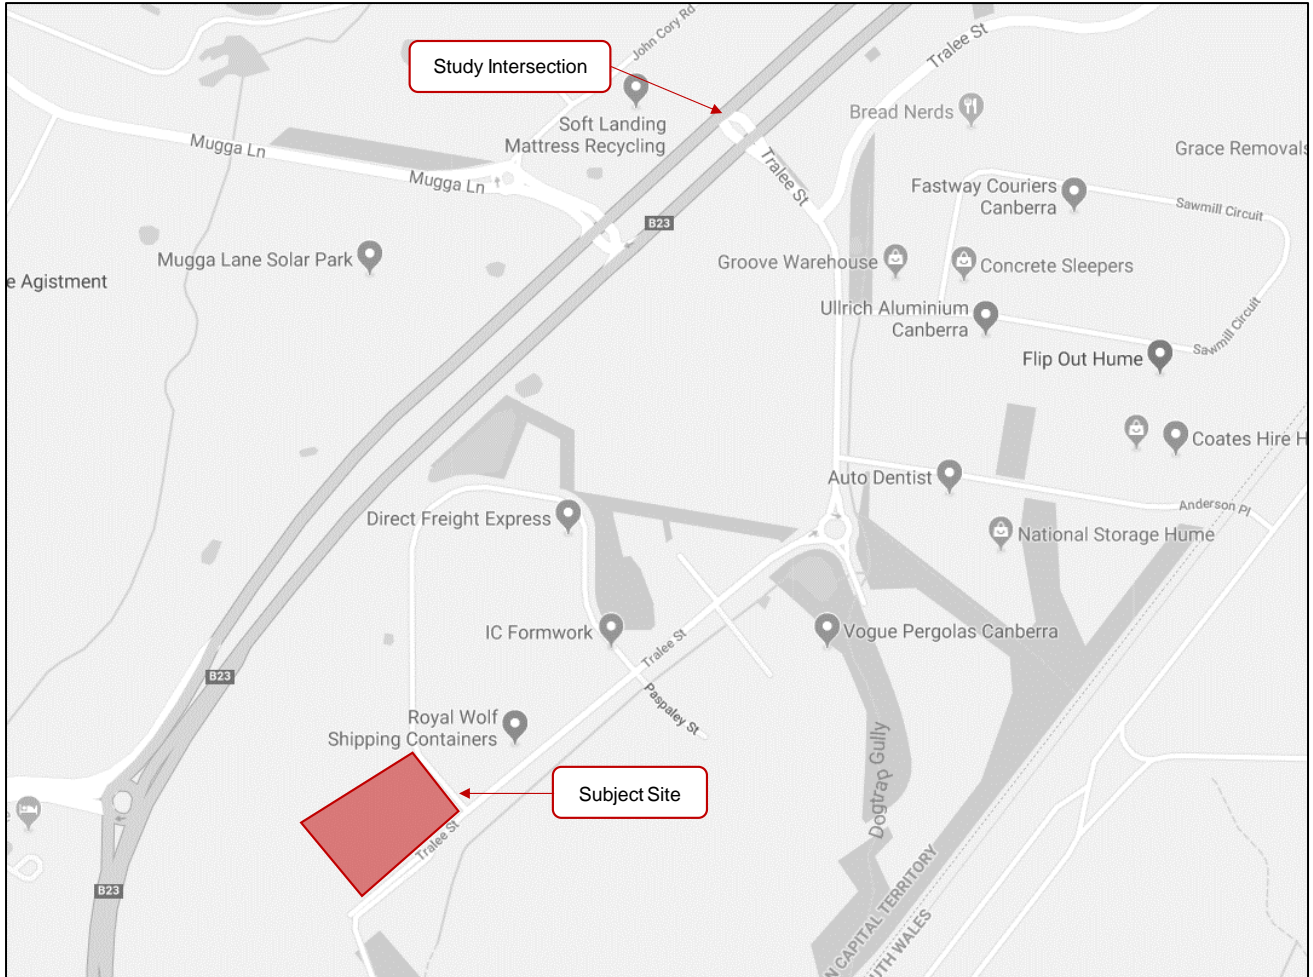 John Cory Rd
Tralee St
Study Intersection
Bread Nerds
Soft Landing
Mattress Recycling
Mugga Ln
Mugga Ln
Tralee St
Grace Removals
Fastway Couriers
Canberra
Sawmill Circuit
B23
Mugga Lane Solar Park
Groove Warehouse
Concrete Sleepers
e Agistment
Ullrich Aluminium
Canberra
Sawmill Circuit
Flip Out Hume
Coates Hire H
Auto Dentist
Anderson Pl
Direct Freight Express
National Storage Hume
IC Formwork
Tralee St
Vogue Pergolas Canberra
B23
Paspaley St
Royal Wolf
Shipping Containers
Dogtrap Gully
Subject Site
Tralee St
B23
N CAPITAL TERRITORY
UTH WALES